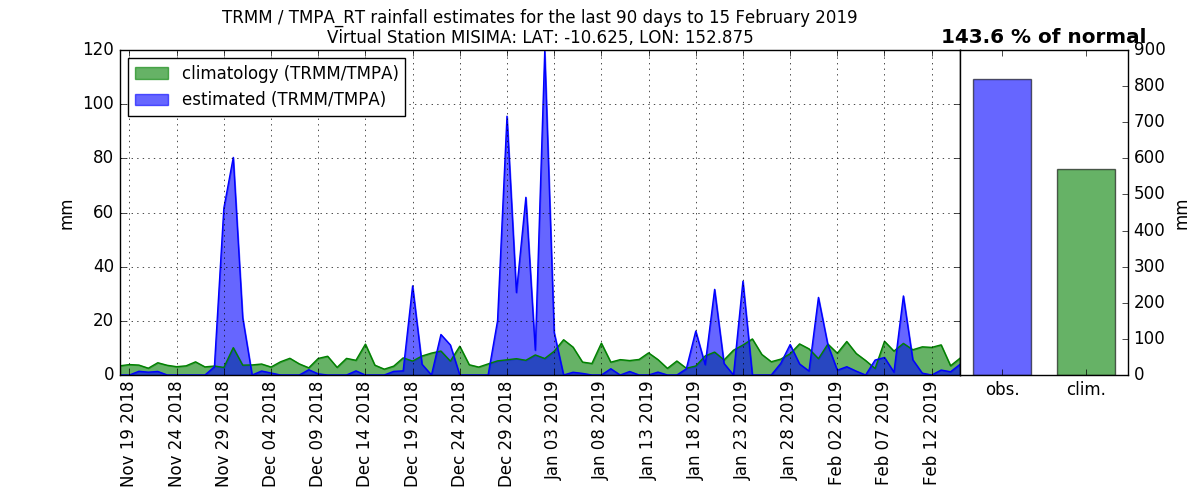 TRMM / TMPA_RT rainfall estimates for the last 90 days to 15 February 2019
Virtual Station MISIMA: LAT: -10.625, LON: 152.875
143.6 % of normal
climatology (TRMM/TMPA)
estimated (TRMM/TMPA)
120
100
80
60
40
20
0
mm
900
800
700
600
500
400
300
200
100
0
mm
obs.
clim.
Nov 19 2018
Nov 24 2018
Nov 29 2018
Dec 04 2018
Dec 09 2018
Dec 14 2018
Dec 19 2018
Dec 24 2018
Dec 29 2018
Jan 03 2019
Jan 08 2019
Jan 13 2019
Jan 18 2019
Jan 23 2019
Jan 28 2019
Feb 02 2019
Feb 07 2019
Feb 12 2019